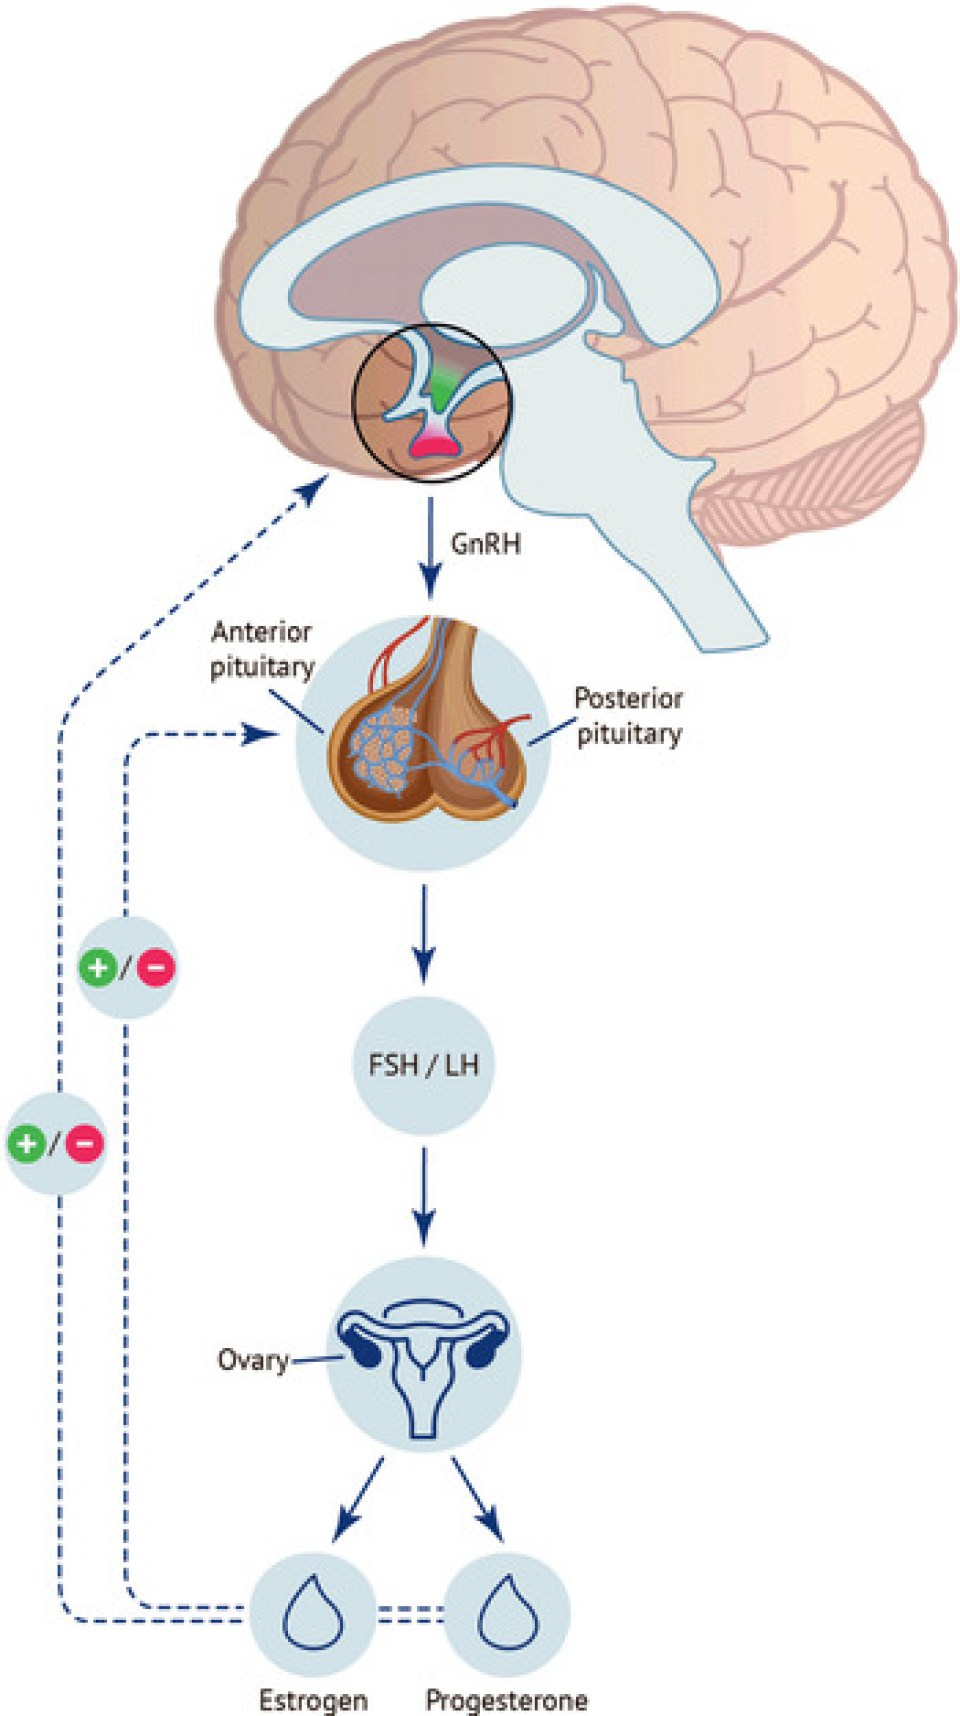 GnRH
Anterior
pituitary
Posterior
pituitary
+ / −
+ / −
FSH / LH
Ovary
Estrogen
Progesterone